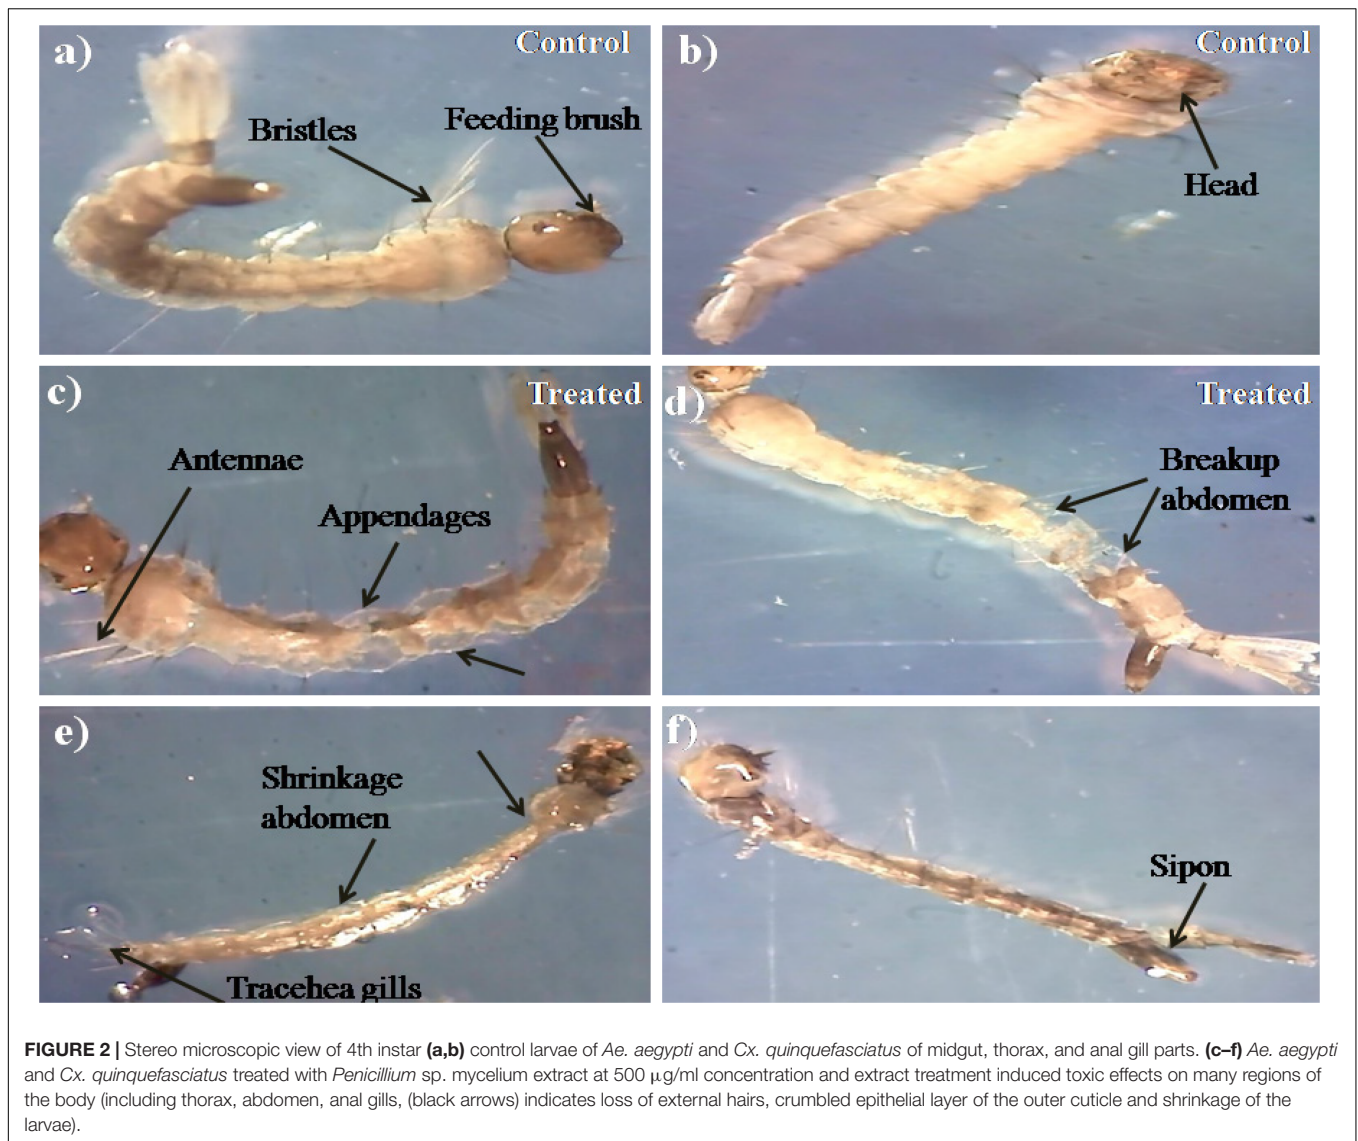 a)
Control
Bristles
Feeding brush
b)
Control
Head
c)
Treated
Antennae
Appendages
d)
Treated
Breakup
abdomen
e)
Shrinkage
abdomen
Tracehea gills
f)
Sipon
FIGURE 2 | Stereo microscopic view of 4th instar (a,b) control larvae of Ae. aegypti and Cx. quinquefasciatus of midgut, thorax, and anal gill parts. (c–f) Ae. aegypti
and Cx. quinquefasciatus treated with Penicillium sp. mycelium extract at 500 μg/ml concentration and extract treatment induced toxic effects on many regions of
the body (including thorax, abdomen, anal gills, (black arrows) indicates loss of external hairs, crumbled epithelial layer of the outer cuticle and shrinkage of the
larvae).